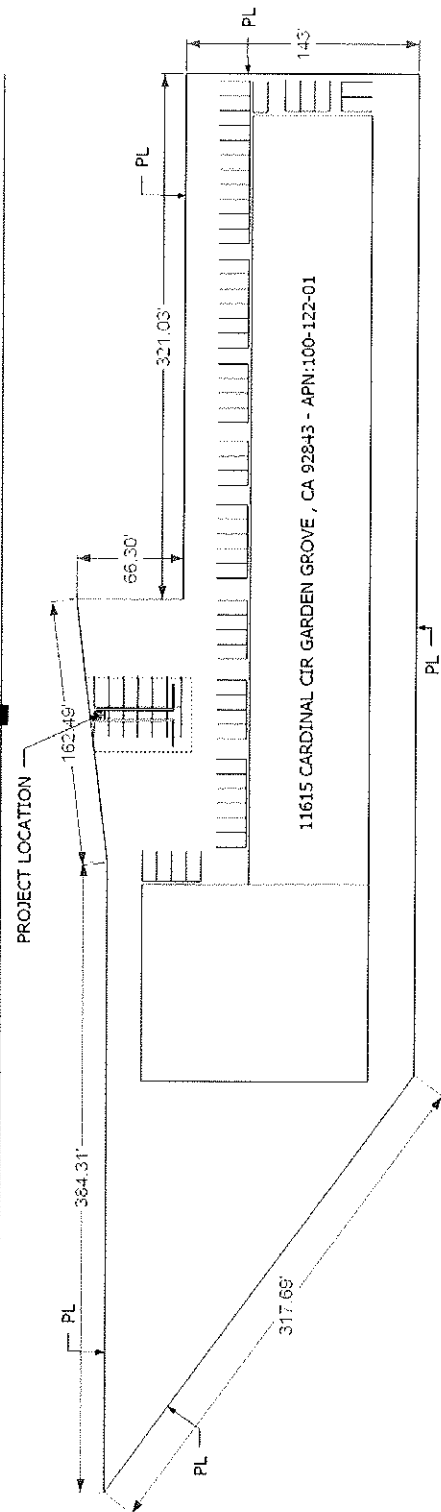 PROJECT LOCATION
PL
384.31'
162.49'
66.30'
PL
321.03'
PL
143'
11615 CARDINAL CIR GARDEN GROVE , CA 92843 - APN:100-122-01
PL
317.69'
PL